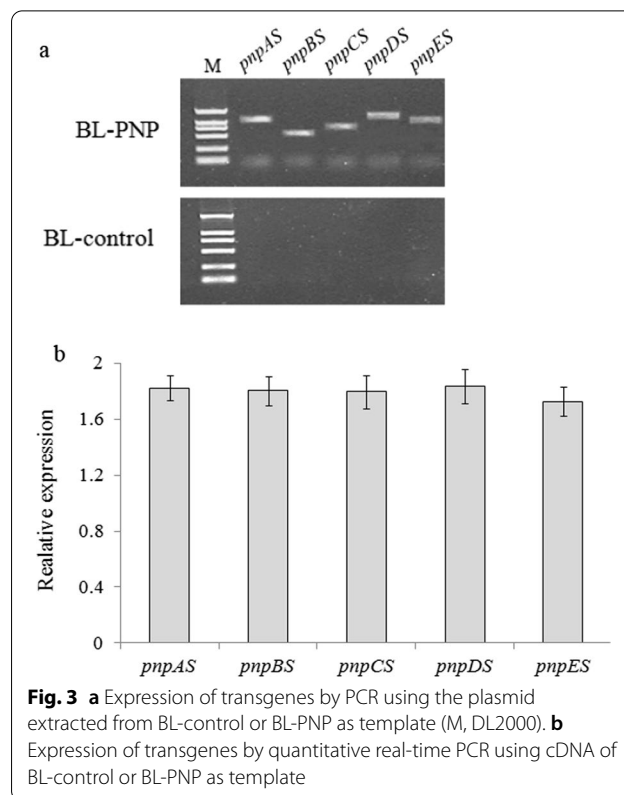 a
M pnpAS pnpBS pnpCS pnpDS pnpES
BL-PNP
BL-control
b
2
1.6
1.2
0.8
0.4
0
Realative expression
pnpAS pnpBS pnpCS pnpDS pnpES
Fig. 3 a Expression of transgenes by PCR using the plasmid
extracted from BL-control or BL-PNP as template (M, DL2000). b
Expression of transgenes by quantitative real-time PCR using cDNA of
BL-control or BL-PNP as template